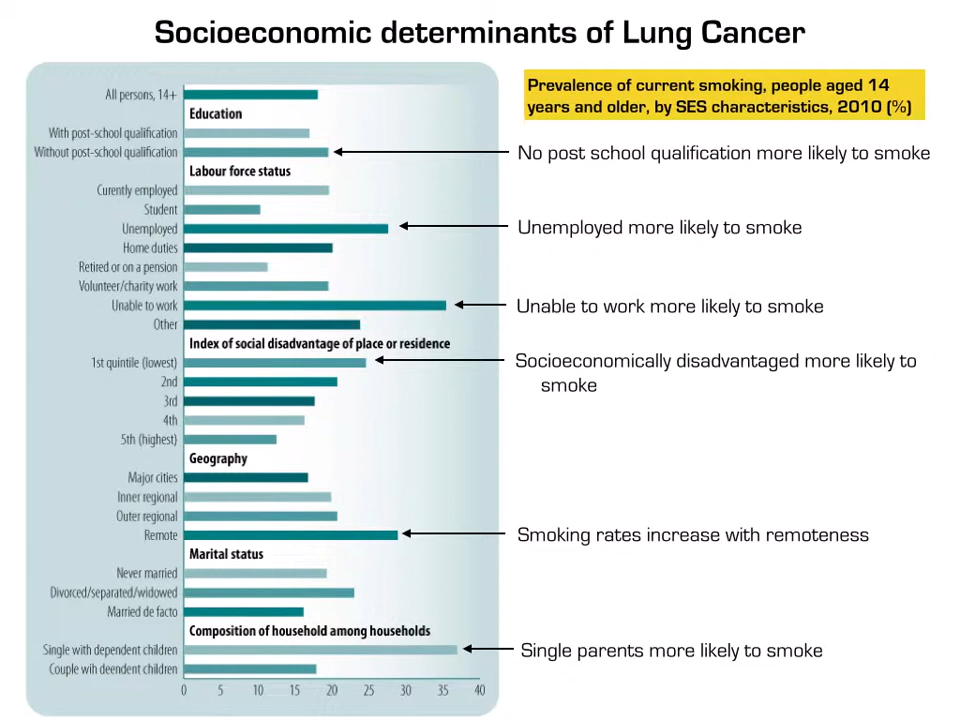 Socioeconomic determinants of Lung Cancer
Prevalence of current smoking, people aged 14
years and older, by SES characteristics, 2010 (%)
All persons, 14+
Education
With post-school qualification
Without post-school qualification
No post school qualification more likely to smoke
Labour force status
Curently employed
Student
Unemployed
Unemployed more likely to smoke
Home duties
Retired or on a pension
Volunteer/charity work
Unable to work
Unable to work more likely to smoke
Other
Index of social disadvantage of place or residence
1st quintile (lowest)
Socioeconomically disadvantaged more likely to
smoke
2nd
3rd
4th
5th (highest)
Geography
Major cities
Inner regional
Outer regional
Remote
Smoking rates increase with remoteness
Marital status
Never married
Divorced/separated/widowed
Married de facto
Composition of household among households
Single with dependent children
Single parents more likely to smoke
Couple wih deendent children
0 5 10 15 20 25 30 35 40